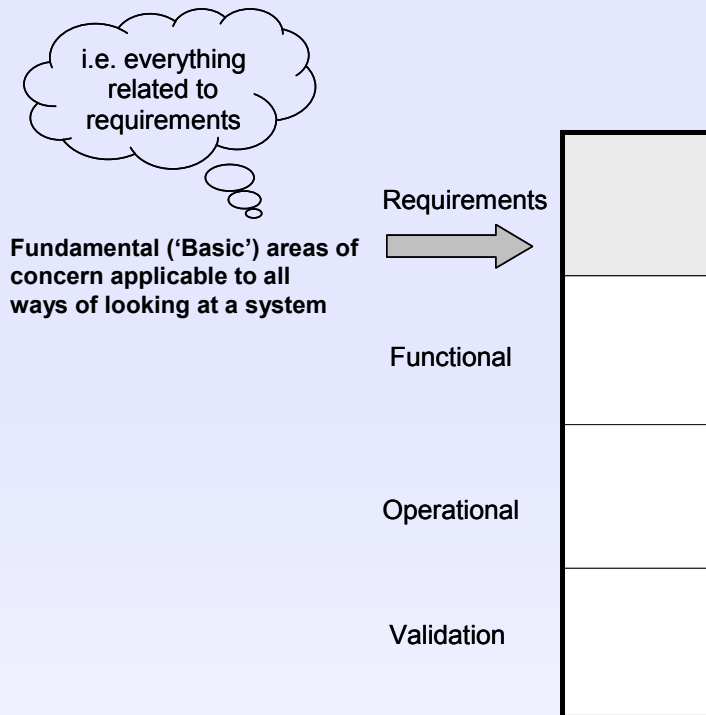 i.e. everything
related to
requirements
Requirements
Fundamental (‘Basic’) areas of
concern applicable to all
ways of looking at a system
Functional
Operational
Validation